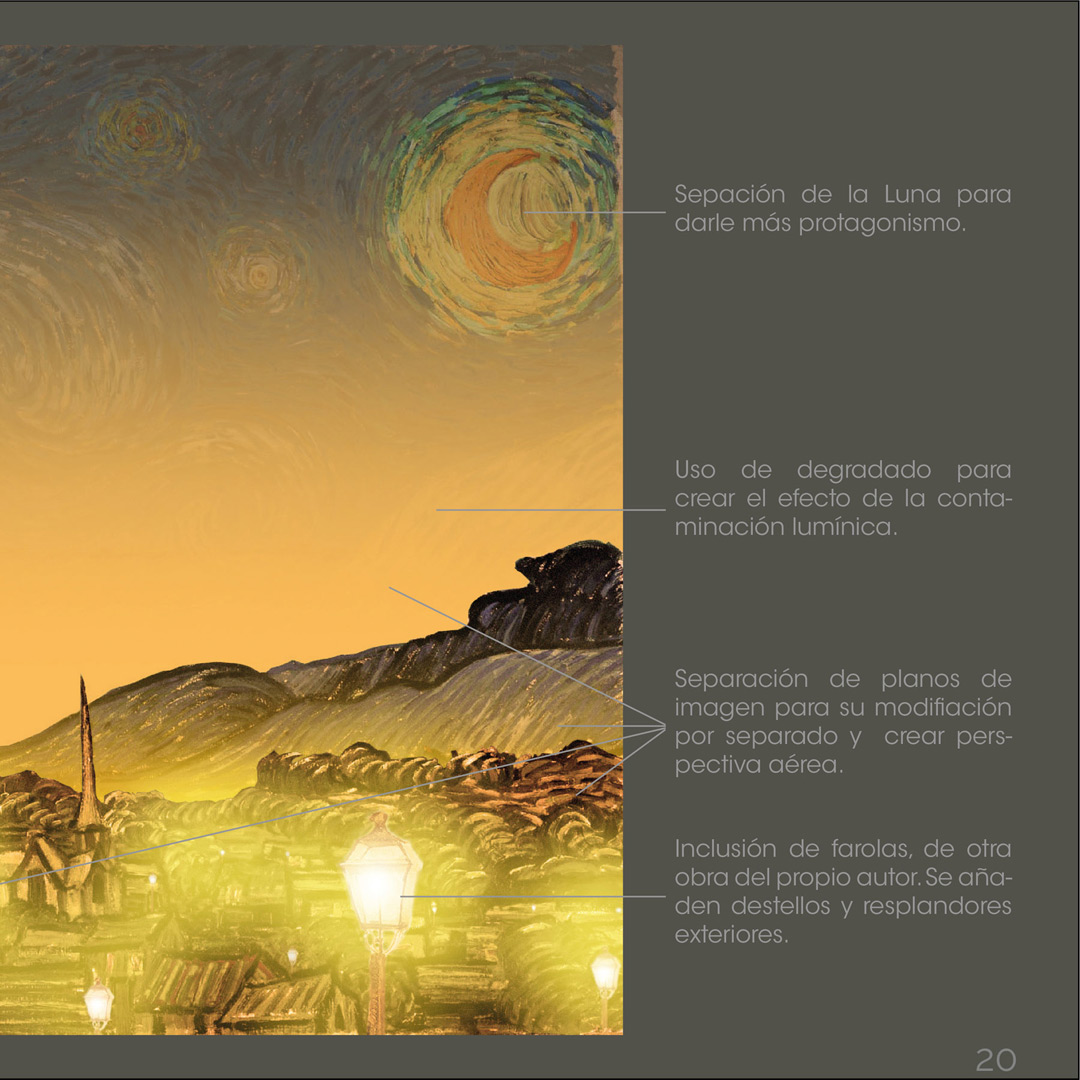 Sepación de la Luna para
darle más protagonismo.
Uso de degradado para
crear el efecto de la conta-
minación lumínica.
Separación de planos de
imagen para su modifiación
por separado y crear pers-
pectiva aérea.
Inclusión de farolas, de otra
obra del propio autor. Se aña-
den destellos y resplandores
exteriores.
20